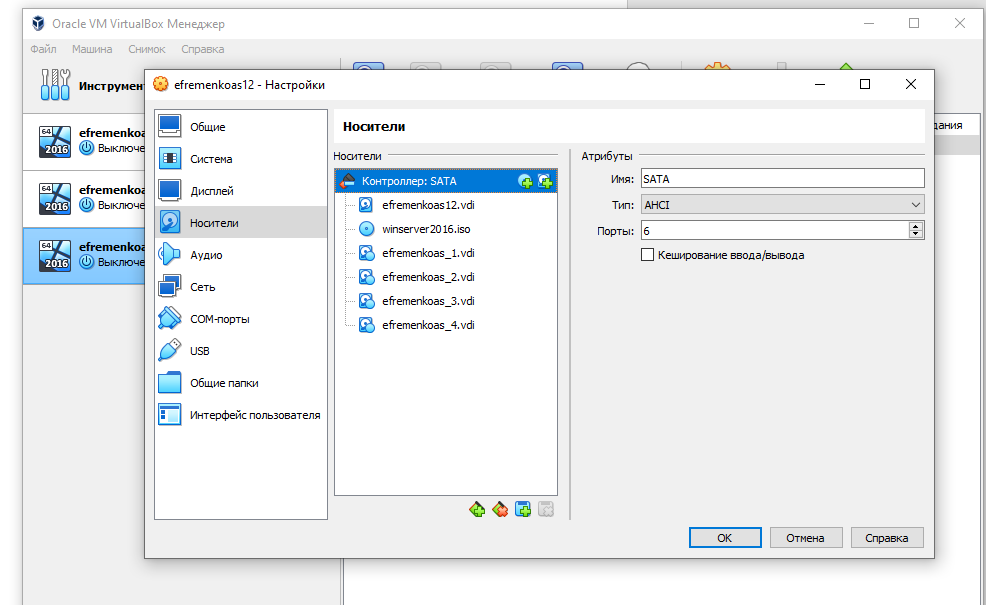 Oracle VM VirtualBox Менеджер
Файл Машина Снимок Справка
Инструмен
64 2016 efremenkoas
Выключе
64 2016 efremenkoa
Выключе
64 2016 efremenkoa
Выключе
дания
efremenkoas12 - Настройки
Общие
Система
Дисплей
Носители
Аудио
Сеть
COM-порты
USB
Общие папки
Интерфейс пользователя
Носители
Носители
Контроллер: SATA
efremenkoas12.vdi
winserver2016.iso
efremenkoas_1.vdi
efremenkoas_2.vdi
efremenkoas_3.vdi
efremenkoas_4.vdi
Атрибуты
Имя: SATA
Тип: AHCI
Порты: 6
Кеширование ввода/вывода
OK Отмена Справка